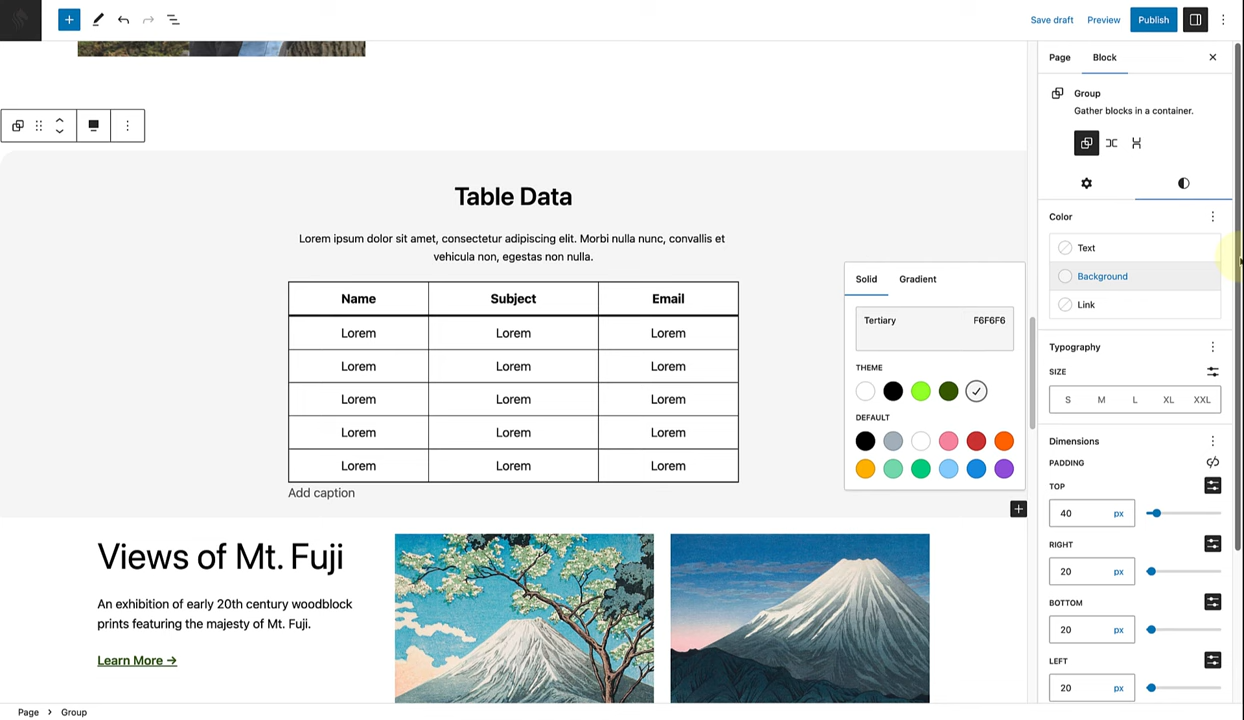 Save draft
Preview
Publish
Page
Block
Group
Gather blocks in a container.
Color
Text
Background
Link
Typography
SIZE
S
M
L
XL
XXL
Dimensions
PADDING
TOP
40
px
RIGHT
20
px
BOTTOM
20
px
LEFT
20
px
Table Data
Lorem ipsum dolor sit amet, consectetur adipiscing elit. Morbi nulla nunc, convallis et
vehicula non, egestas non nulla.
Name Subject Email
Lorem Lorem Lorem
Lorem Lorem Lorem
Lorem Lorem Lorem
Lorem Lorem Lorem
Lorem Lorem Lorem
Add caption
Solid
Gradient
Tertiary
F6F6F6
THEME
DEFAULT
Views of Mt. Fuji
An exhibition of early 20th century woodblock
prints featuring the majesty of Mt. Fuji.
Learn More →
Page > Group